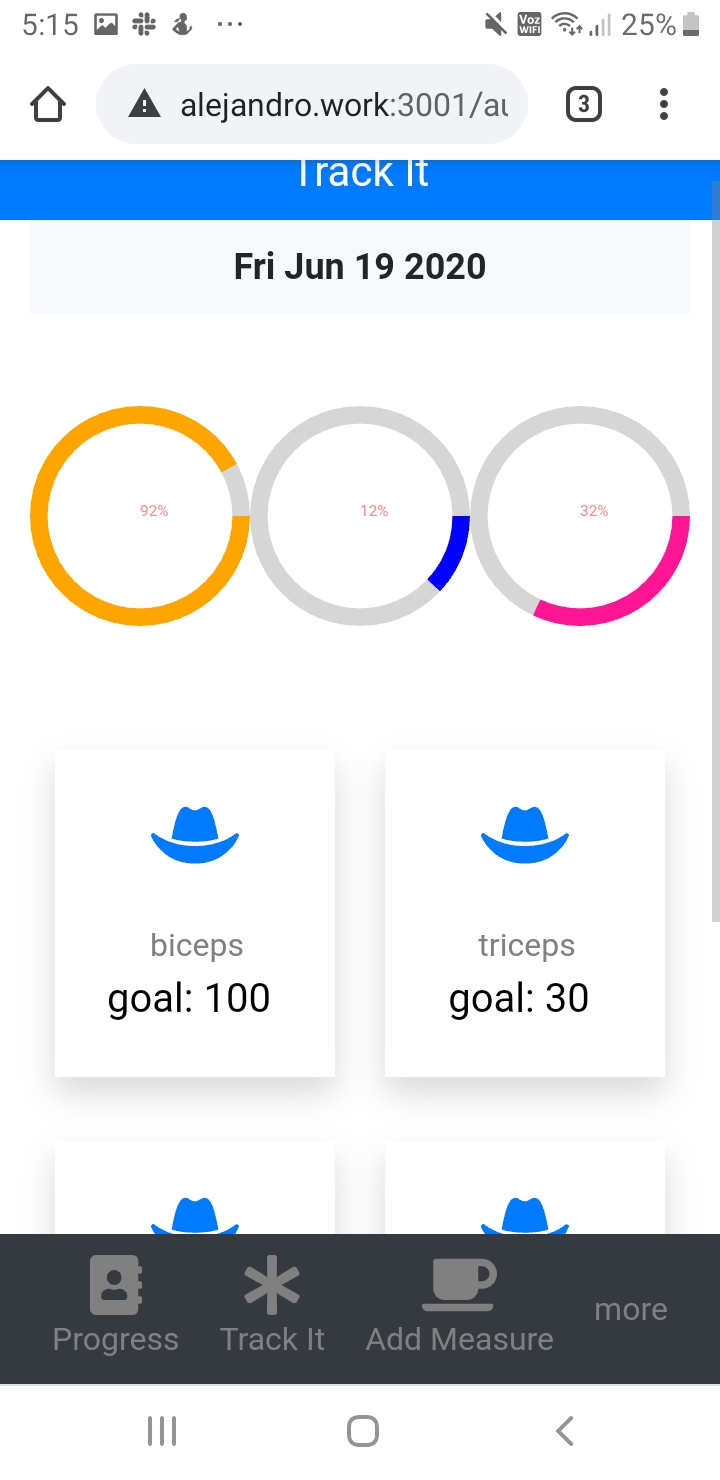 5:15 Voz WIFI 25%
alejandro.work:3001/au 3
Track It
Fri Jun 19 2020
92% 12% 32%
biceps triceps
goal: 100 goal: 30
more
Progress Track It Add Measure